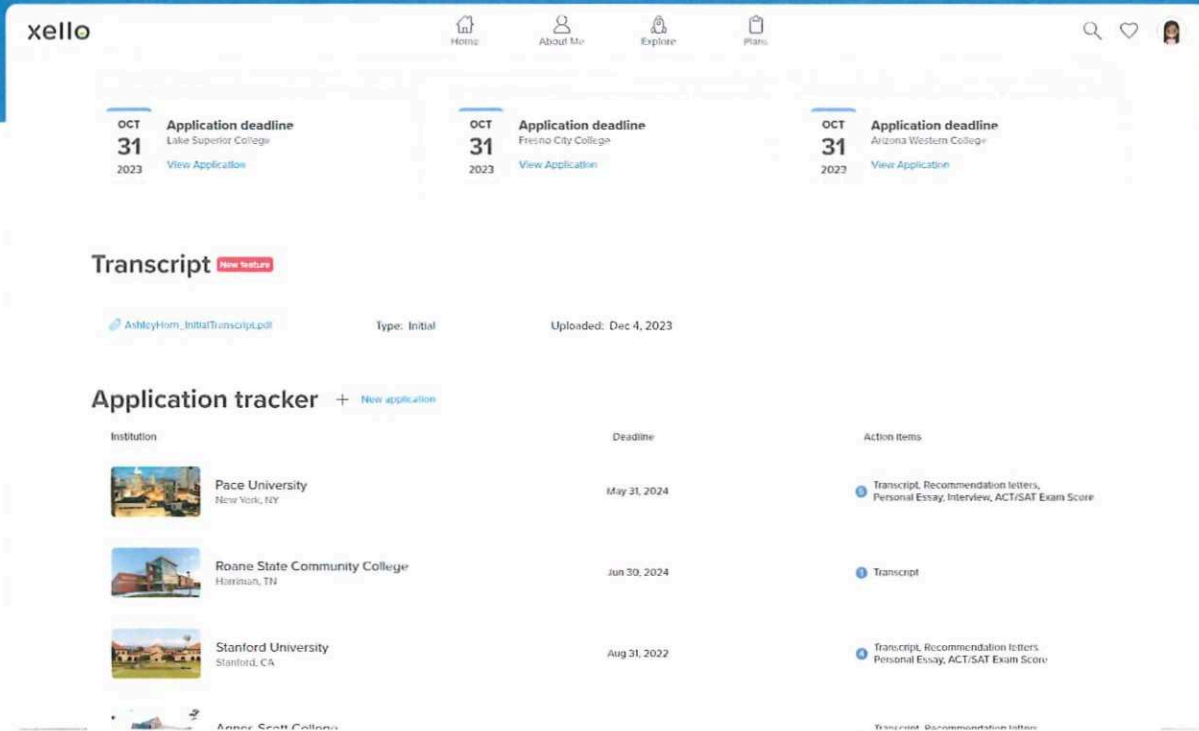 xello
Home
About Me
Explore
Plans
OCT
31
2023
Application deadline
Lake Superior College
View Application
OCT
31
2023
Application deadline
Fresno City College
View Application
OCT
31
2023
Application deadline
Arizona Western College
View Application
Transcript New feature
AshleyHorn_InitialTranscript.pdf
Type: Initial
Uploaded: Dec 4, 2023
Application tracker + New application
Institution
Deadline
Action Items
Pace University
New York, NY
May 31, 2024
5 Transcript, Recommendation letters,
Personal Essay, Interview, ACT/SAT Exam Score
Roane State Community College
Harriman, TN
Jun 30, 2024
1 Transcript
Stanford University
Stanford, CA
Aug 31, 2022
4 Transcript, Recommendation letters
Personal Essay, ACT/SAT Exam Score
Agnes Scott College
Transcript, Recommendation letters